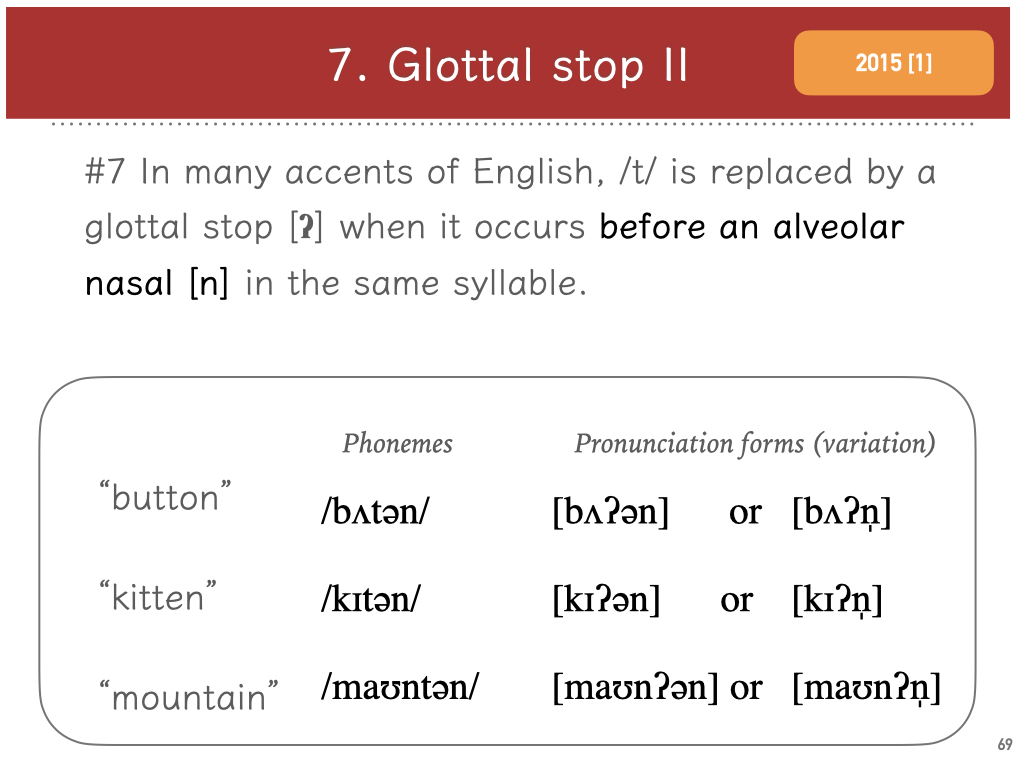 7. Glottal stop II
2015 [1]
#7 In many accents of English, /t/ is replaced by a
glottal stop [ʔ] when it occurs before an alveolar
nasal [n] in the same syllable.
Phonemes Pronunciation forms (variation)
“button” /bʌtən/ [bʌʔən] or [bʌʔn̩]
“kitten” /kɪtən/ [kɪʔən] or [kɪʔn̩]
“mountain” /maʊntən/ [maʊnʔən] or [maʊnʔn̩]
69